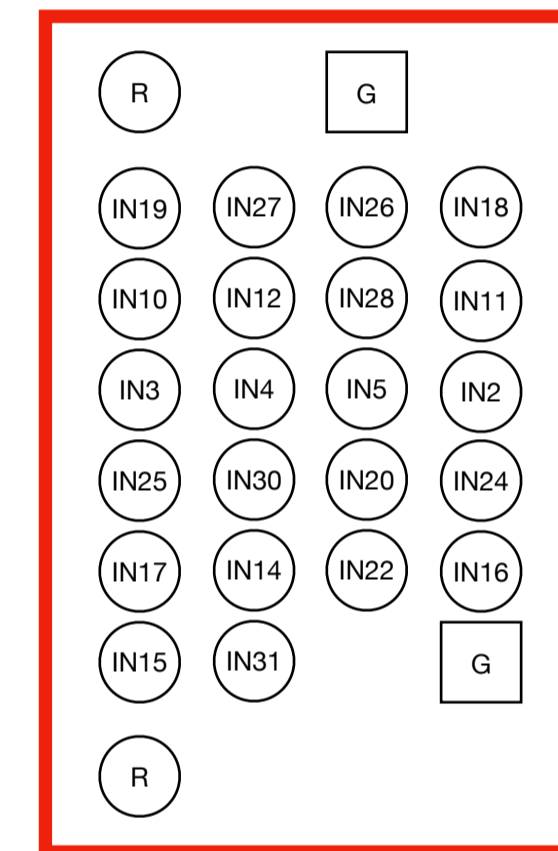 R G
IN19 IN27 IN26 IN18
IN10 IN12 IN28 IN11
IN3 IN4 IN5 IN2
IN25 IN30 IN20 IN24
IN17 IN14 IN22 IN16
IN15 IN31 G
R